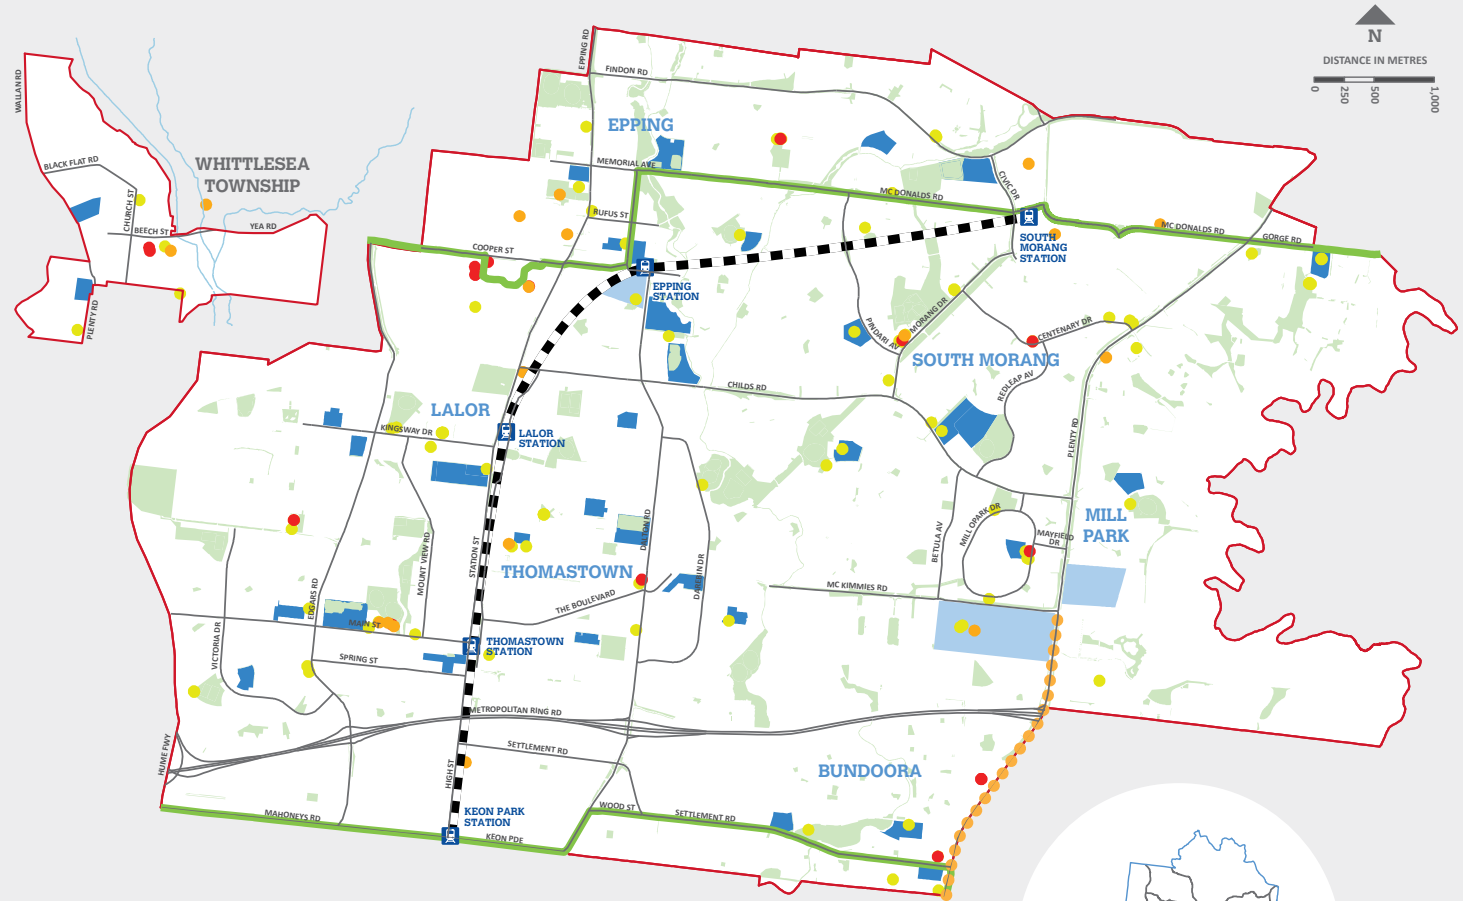 N
DISTANCE IN METRES
0
250
500
1,000
WALLAN RD
BLACK FLAT RD
CHURCH ST
BEECH ST
YEA RD
PLENTY RD
WHITTLESEA
TOWNSHIP
EPPING RD
FINDON RD
EPPING
MEMORIAL AVE
RUFUS ST
COOPER ST
MC DONALDS RD
CIVIC DR
SOUTH
MORANG
STATION
MC DONALDS RD
GORGE RD
EPPING
STATION
PINDARI AV
MORANG DR
CENTENARY DR
SOUTH MORANG
REDLEAP AV
CHILDS RD
PLENTY RD
LALOR
KINGSWAY DR
LALOR
STATION
MILL
PARK
MILL OPARK DR
MAYFIELD
DR
BETULA AV
MC KIMMIES RD
DALTON RD
DAREBIN DR
STATION ST
MOUNT VIEW RD
THOMASTOWN
THE BOULEVARD
EDGARS RD
MAIN ST
VICTORIA DR
SPRING ST
THOMASTOWN
STATION
METROPOLITAN RING RD
SETTLEMENT RD
HUME FWY
HIGH ST
BUNDOORA
MAHONEYS RD
KEON PARK
STATION
KEON PDE
WOOD ST
SETTLEMENT RD